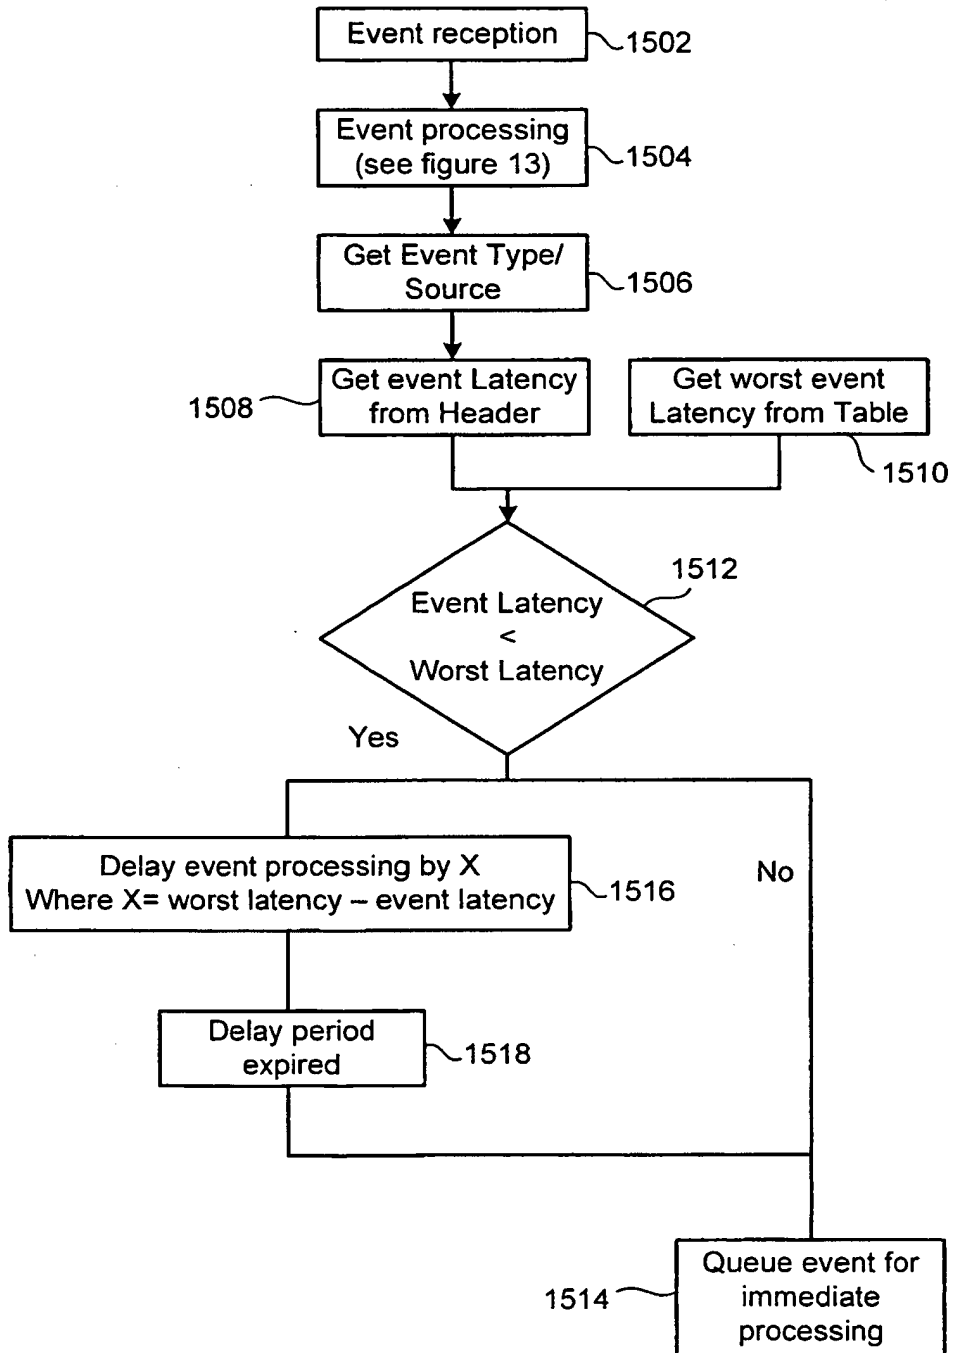 Event reception
1502
Event processing
(see figure 13)
1504
Get Event Type/
Source
1506
Get event Latency
from Header
1508
Get worst event
Latency from Table
1510
Event Latency
<
Worst Latency
1512
Yes
No
Delay event processing by X
Where X= worst latency – event latency
1516
Delay period
expired
1518
Queue event for
immediate
processing
1514